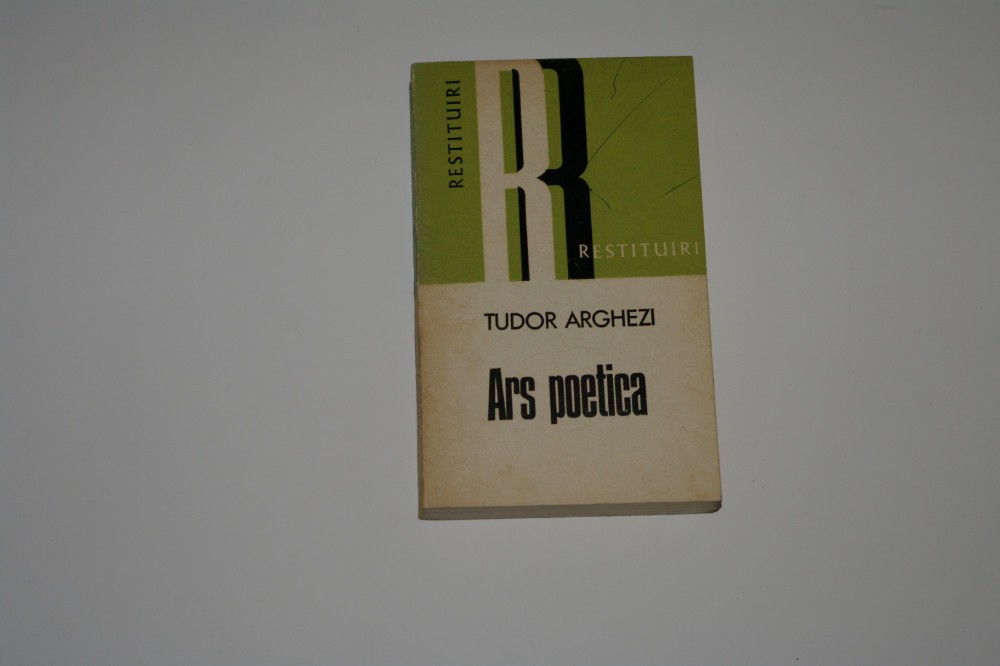 RESTITUIRI
R
RESTITUIRI
TUDOR ARGHEZI
Ars poetica